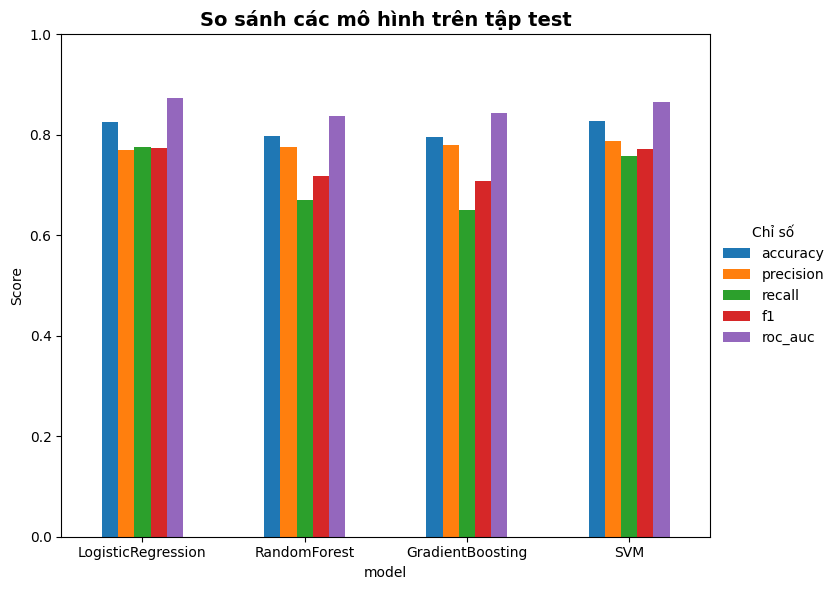 So sánh các mô hình trên tập test
1.0
0.8
0.6
0.4
0.2
0.0
Score
LogisticRegression
RandomForest
GradientBoosting
SVM
model
Chỉ số
accuracy
precision
recall
f1
roc_auc